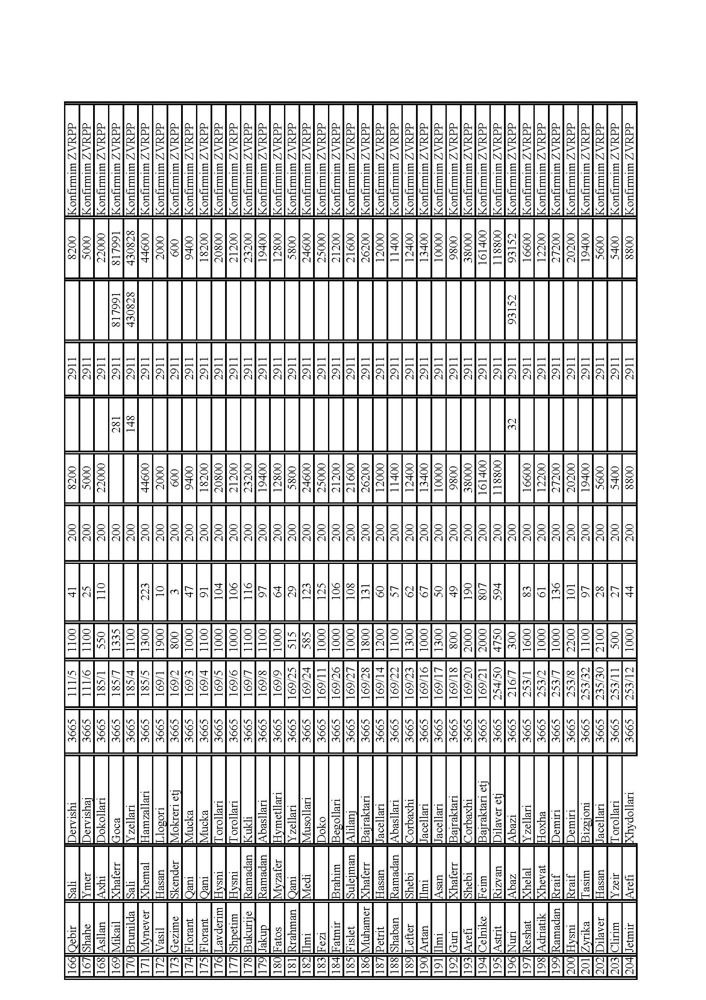 166 Qebir Sali Dervishi 3665 111/5 1100 41 200 8200 2911 8200 Konfirmim ZVRPP
167 Shahe Ymer Dervishaj 3665 111/6 1100 25 200 5000 2911 5000 Konfirmim ZVRPP
168 Asllan Axhi Dokollari 3665 185/1 550 110 200 22000 2911 22000 Konfirmim ZVRPP
169 Mikail Xhaferr Goca 3665 185/7 1335 200 281 2911 817991 817991 Konfirmim ZVRPP
170 Brunilda Sali Yzellari 3665 185/4 1100 200 148 2911 430828 430828 Konfirmim ZVRPP
171 Mynever Xhemal Hamzallari 3665 185/5 1300 223 200 44600 2911 44600 Konfirmim ZVRPP
172 Vasil Hasan Llogori 3665 169/1 1900 10 200 2000 2911 2000 Konfirmim ZVRPP
173 Gezime Skender Mokreri etj 3665 169/2 800 3 200 600 2911 600 Konfirmim ZVRPP
174 Florant Qani Mucka 3665 169/3 1000 47 200 9400 2911 9400 Konfirmim ZVRPP
175 Florant Qani Mucka 3665 169/4 1100 91 200 18200 2911 18200 Konfirmim ZVRPP
176 Lavderim Hysni Torollari 3665 169/5 1000 104 200 20800 2911 20800 Konfirmim ZVRPP
177 Shpetim Hysni Torollari 3665 169/6 1000 106 200 21200 2911 21200 Konfirmim ZVRPP
178 Bukurije Ramadan Kukli 3665 169/7 1100 116 200 23200 2911 23200 Konfirmim ZVRPP
179 Jakup Ramadan Abasllari 3665 169/8 1100 97 200 19400 2911 19400 Konfirmim ZVRPP
180 Fatos Myzafer Hymetllari 3665 169/9 1000 64 200 12800 2911 12800 Konfirmim ZVRPP
181 Rrahman Qani Yzellari 3665 169/25 515 29 200 5800 2911 5800 Konfirmim ZVRPP
182 Ilmi Medi Musollari 3665 169/24 585 123 200 24600 2911 24600 Konfirmim ZVRPP
183 Fezi Doko 3665 169/11 1000 125 200 25000 2911 25000 Konfirmim ZVRPP
184 Fatmir Brahim Begollari 3665 169/26 1000 106 200 21200 2911 21200 Konfirmim ZVRPP
185 Fislet Sulejman Alilanj 3665 169/27 1000 108 200 21600 2911 21600 Konfirmim ZVRPP
186 Muhamer Xhaferr Bajraktari 3665 169/28 1800 131 200 26200 2911 26200 Konfirmim ZVRPP
187 Petrit Hasan Jacellari 3665 169/14 1200 60 200 12000 2911 12000 Konfirmim ZVRPP
188 Shaban Ramadan Abasllari 3665 169/22 1100 57 200 11400 2911 11400 Konfirmim ZVRPP
189 Lefter Shebi Corbaxhi 3665 169/23 1300 62 200 12400 2911 12400 Konfirmim ZVRPP
190 Artan Ilmi Jacellari 3665 169/16 1000 67 200 13400 2911 13400 Konfirmim ZVRPP
191 Ilmi Asan Jacellari 3665 169/17 1300 50 200 10000 2911 10000 Konfirmim ZVRPP
192 Guri Xhaferr Bajraktari 3665 169/18 800 49 200 9800 2911 9800 Konfirmim ZVRPP
193 Arefi Shebi Corbaxhi 3665 169/20 2000 190 200 38000 2911 38000 Konfirmim ZVRPP
194 Celnike Feim Bajraktari etj 3665 169/21 2000 807 200 161400 2911 161400 Konfirmim ZVRPP
195 Astrit Rizvan Dilaver etj 3665 254/50 4750 594 200 118800 2911 118800 Konfirmim ZVRPP
196 Nuri Abaz Abazi 3665 216/7 300 200 32 2911 93152 93152 Konfirmim ZVRPP
197 Reshat Xhelal Yzellari 3665 253/1 1600 83 200 16600 2911 16600 Konfirmim ZVRPP
198 Adriatik Xhevat Hoxha 3665 253/2 1000 61 200 12200 2911 12200 Konfirmim ZVRPP
199 Ramadan Rraif Demiri 3665 253/7 1000 136 200 27200 2911 27200 Konfirmim ZVRPP
200 Hysni Rraif Demiri 3665 253/8 2200 101 200 20200 2911 20200 Konfirmim ZVRPP
201 Zyrika Tasim Bizgjoni 3665 253/32 1100 97 200 19400 2911 19400 Konfirmim ZVRPP
202 Dilaver Hasan Jacellari 3665 235/30 2100 28 200 5600 2911 5600 Konfirmim ZVRPP
203 Clirim Yzeir Torollari 3665 253/11 500 27 200 5400 2911 5400 Konfirmim ZVRPP
204 Jetmir Arefi Xhydollari 3665 253/12 1000 44 200 8800 2911 8800 Konfirmim ZVRPP